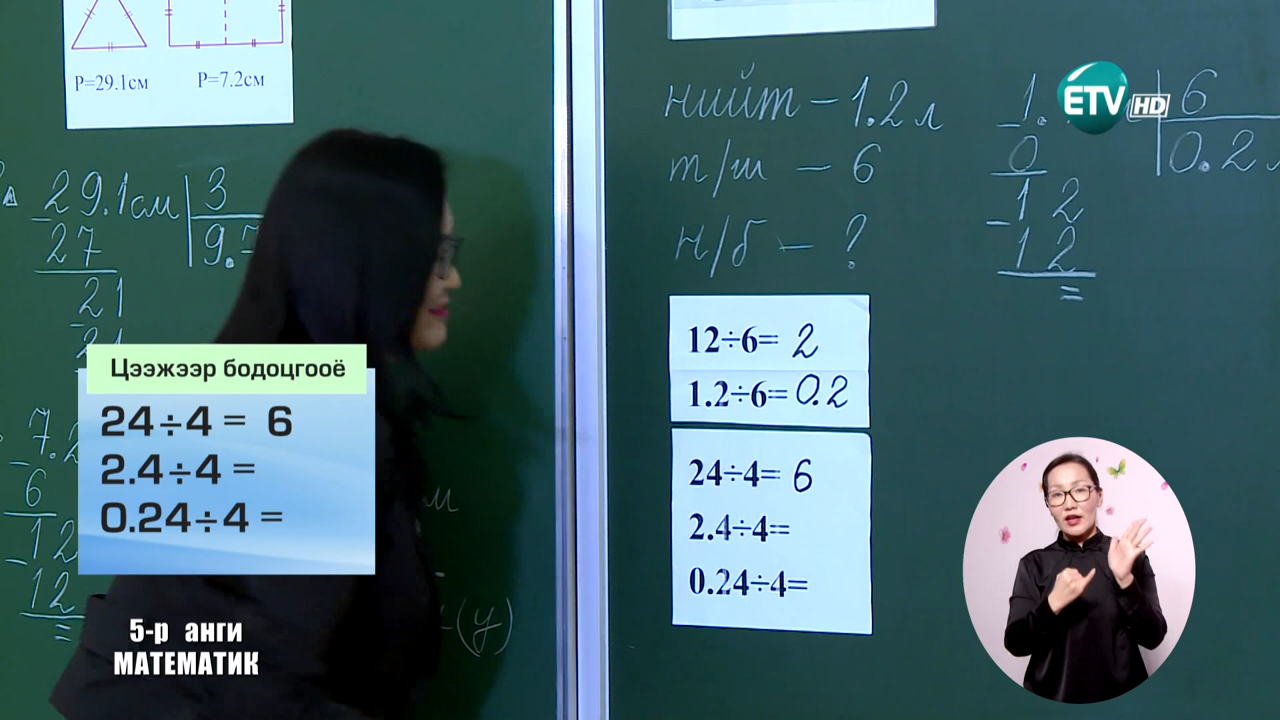 P=29.1см
P=7.2см
29.1см 3
27
21
21
7.2
6
12
12
=
(у)
нийт – 1.2 л
т/ш – 6
н/б – ?
1. 6
0 0.2
12
12
=
12÷6= 2
1.2÷6= 0.2
24÷4= 6
2.4÷4=
0.24÷4=
ETV HD
Цээжээр бодоцгооё
24÷4 = 6
2.4÷4 =
0.24÷4 =
5-р анги
МАТЕМАТИК